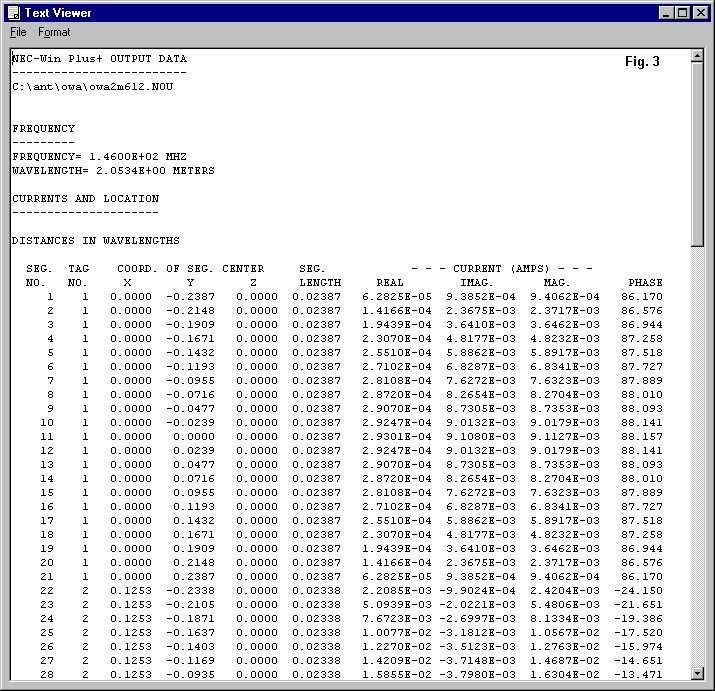 Text Viewer
File Format
Fig. 3
NEC-Win Plus+ OUTPUT DATA
-------------------------
C:\ant\owa\owa2m612.NOU
FREQUENCY
---------
FREQUENCY= 1.4600E+02 MHZ
WAVELENGTH= 2.0534E+00 METERS
CURRENTS AND LOCATION
---------------------
DISTANCES IN WAVELENGTHS
SEG. TAG COORD. OF SEG. CENTER SEG. - - - CURRENT (AMPS) - - -
NO. NO. X Y Z LENGTH REAL IMAG. MAG. PHASE
1 1 0.0000 -0.2387 0.0000 0.02387 6.2825E-05 9.3852E-04 9.4062E-04 86.170
2 1 0.0000 -0.2148 0.0000 0.02387 1.4166E-04 2.3675E-03 2.3717E-03 86.576
3 1 0.0000 -0.1909 0.0000 0.02387 1.9439E-04 3.6410E-03 3.6462E-03 86.944
4 1 0.0000 -0.1671 0.0000 0.02387 2.3070E-04 4.8177E-03 4.8232E-03 87.258
5 1 0.0000 -0.1432 0.0000 0.02387 2.5510E-04 5.8862E-03 5.8917E-03 87.518
6 1 0.0000 -0.1193 0.0000 0.02387 2.7102E-04 6.8287E-03 6.8341E-03 87.727
7 1 0.0000 -0.0955 0.0000 0.02387 2.8108E-04 7.6272E-03 7.6323E-03 87.889
8 1 0.0000 -0.0716 0.0000 0.02387 2.8720E-04 8.2654E-03 8.2704E-03 88.010
9 1 0.0000 -0.0477 0.0000 0.02387 2.9070E-04 8.7305E-03 8.7353E-03 88.093
10 1 0.0000 -0.0239 0.0000 0.02387 2.9247E-04 9.0132E-03 9.0179E-03 88.141
11 1 0.0000 0.0000 0.0000 0.02387 2.9301E-04 9.1080E-03 9.1127E-03 88.157
12 1 0.0000 0.0239 0.0000 0.02387 2.9247E-04 9.0132E-03 9.0179E-03 88.141
13 1 0.0000 0.0477 0.0000 0.02387 2.9070E-04 8.7305E-03 8.7353E-03 88.093
14 1 0.0000 0.0716 0.0000 0.02387 2.8720E-04 8.2654E-03 8.2704E-03 88.010
15 1 0.0000 0.0955 0.0000 0.02387 2.8108E-04 7.6272E-03 7.6323E-03 87.889
16 1 0.0000 0.1193 0.0000 0.02387 2.7102E-04 6.8287E-03 6.8341E-03 87.727
17 1 0.0000 0.1432 0.0000 0.02387 2.5510E-04 5.8862E-03 5.8917E-03 87.518
18 1 0.0000 0.1671 0.0000 0.02387 2.3070E-04 4.8177E-03 4.8232E-03 87.258
19 1 0.0000 0.1909 0.0000 0.02387 1.9439E-04 3.6410E-03 3.6462E-03 86.944
20 1 0.0000 0.2148 0.0000 0.02387 1.4166E-04 2.3675E-03 2.3717E-03 86.576
21 1 0.0000 0.2387 0.0000 0.02387 6.2825E-05 9.3852E-04 9.4062E-04 86.170
22 2 0.1253 -0.2338 0.0000 0.02338 2.2085E-03 -9.9024E-04 2.4204E-03 -24.150
23 2 0.1253 -0.2105 0.0000 0.02338 5.0939E-03 -2.0221E-03 5.4806E-03 -21.651
24 2 0.1253 -0.1871 0.0000 0.02338 7.6723E-03 -2.6997E-03 8.1334E-03 -19.386
25 2 0.1253 -0.1637 0.0000 0.02338 1.0077E-02 -3.1812E-03 1.0567E-02 -17.520
26 2 0.1253 -0.1403 0.0000 0.02338 1.2270E-02 -3.5123E-03 1.2763E-02 -15.974
27 2 0.1253 -0.1169 0.0000 0.02338 1.4209E-02 -3.7148E-03 1.4687E-02 -14.651
28 2 0.1253 -0.0935 0.0000 0.02338 1.5855E-02 -3.7980E-03 1.6304E-02 -13.471